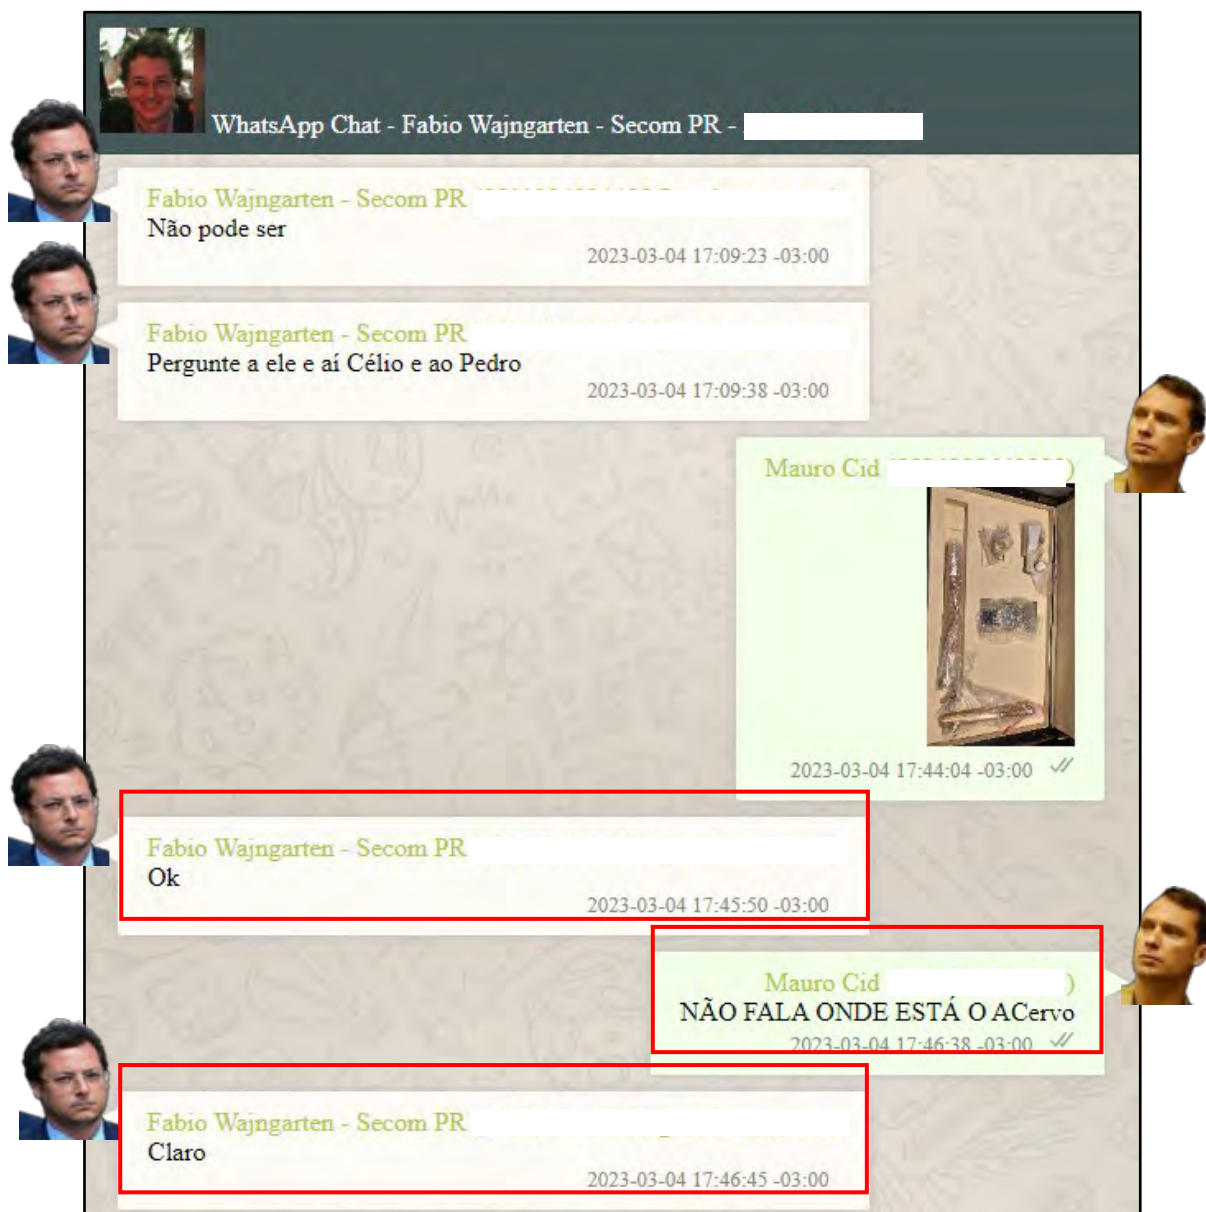 WhatsApp Chat - Fabio Wajngarten - Secom PR -
Fabio Wajngarten - Secom PR
Não pode ser
2023-03-04 17:09:23 -03:00
Fabio Wajngarten - Secom PR
Pergunte a ele e aí Célio e ao Pedro
2023-03-04 17:09:38 -03:00
Mauro Cid )
2023-03-04 17:44:04 -03:00
Fabio Wajngarten - Secom PR
Ok
2023-03-04 17:45:50 -03:00
Mauro Cid )
NÃO FALA ONDE ESTÁ O ACervo
2023-03-04 17:46:38 -03:00
Fabio Wajngarten - Secom PR
Claro
2023-03-04 17:46:45 -03:00